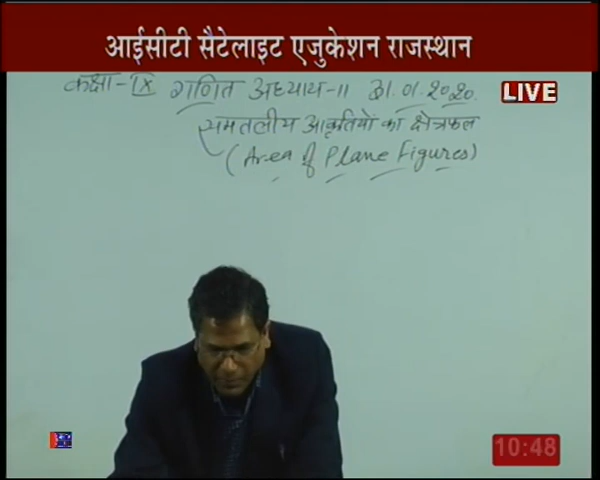 आईसीटी सैटेलाइट एजुकेशन राजस्थान
LIVE
कक्षा-IX गणित अध्याय-11 31.01.2020.
समतलीय आकृतियों का क्षेत्रफल
(Area of Plane Figures)
10:48